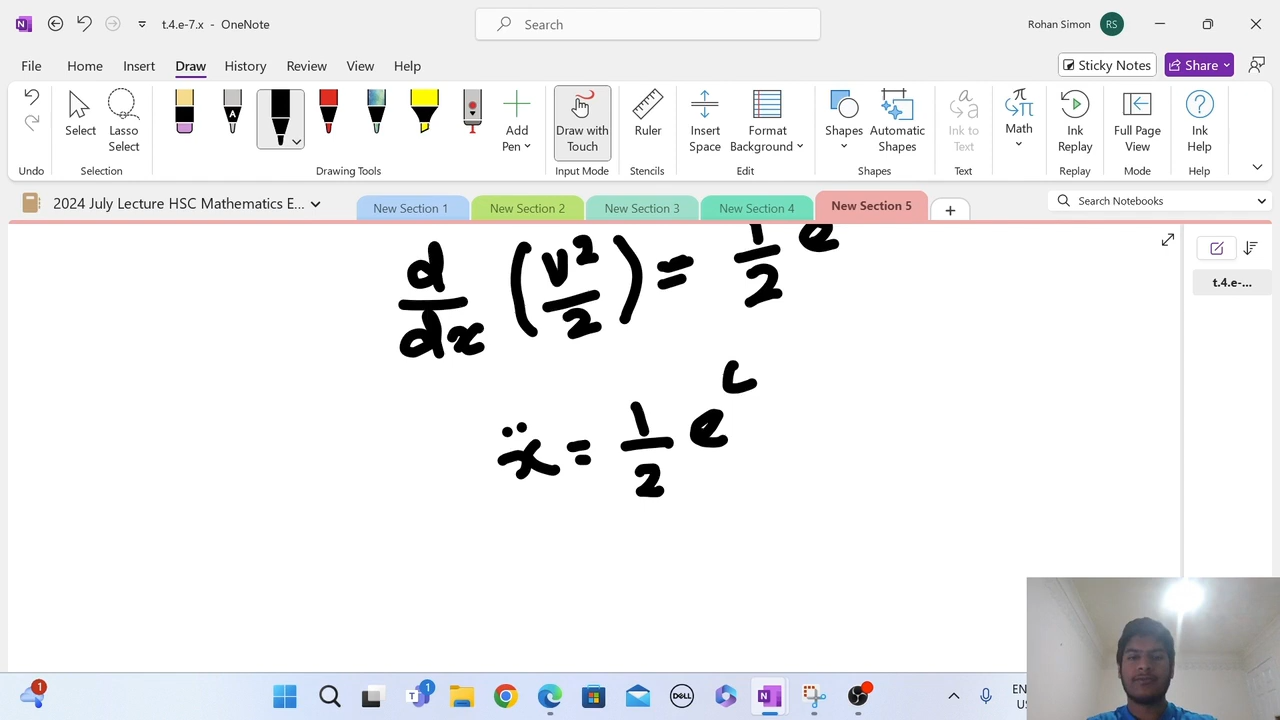 t.4.e-7.x - OneNote
Search
Rohan Simon RS
File Home Insert Draw History Review View Help
Sticky Notes Share
Select
Lasso Select
A
Add Pen
Draw with Touch
Ruler
Insert Space
Format Background
Shapes
Automatic Shapes
Ink to Text
Math
Ink Replay
Full Page View
Ink Help
Undo Selection Drawing Tools Input Mode Stencils Edit Shapes Text Replay Mode Help
2024 July Lecture HSC Mathematics E...
New Section 1 New Section 2 New Section 3 New Section 4 New Section 5 +
Search Notebooks
t.4.e-...
d/dx (v²/2) = 1/2 e
ẍ = 1/2 e
1
1
DELL
EN
US